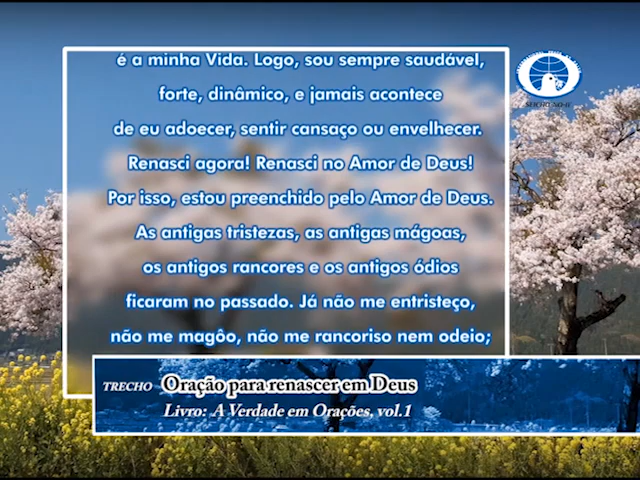 é a minha Vida. Logo, sou sempre saudável,
forte, dinâmico, e jamais acontece
de eu adoecer, sentir cansaço ou envelhecer.
Renasci agora! Renasci no Amor de Deus!
Por isso, estou preenchido pelo Amor de Deus.
As antigas tristezas, as antigas mágoas,
os antigos rancores e os antigos ódios
ficaram no passado. Já não me entristeço,
não me magôo, não me rancoriso nem odeio;
TRECHO Oração para renascer em Deus
Livro: A Verdade em Orações, vol.1
SEICHO-NO-IE